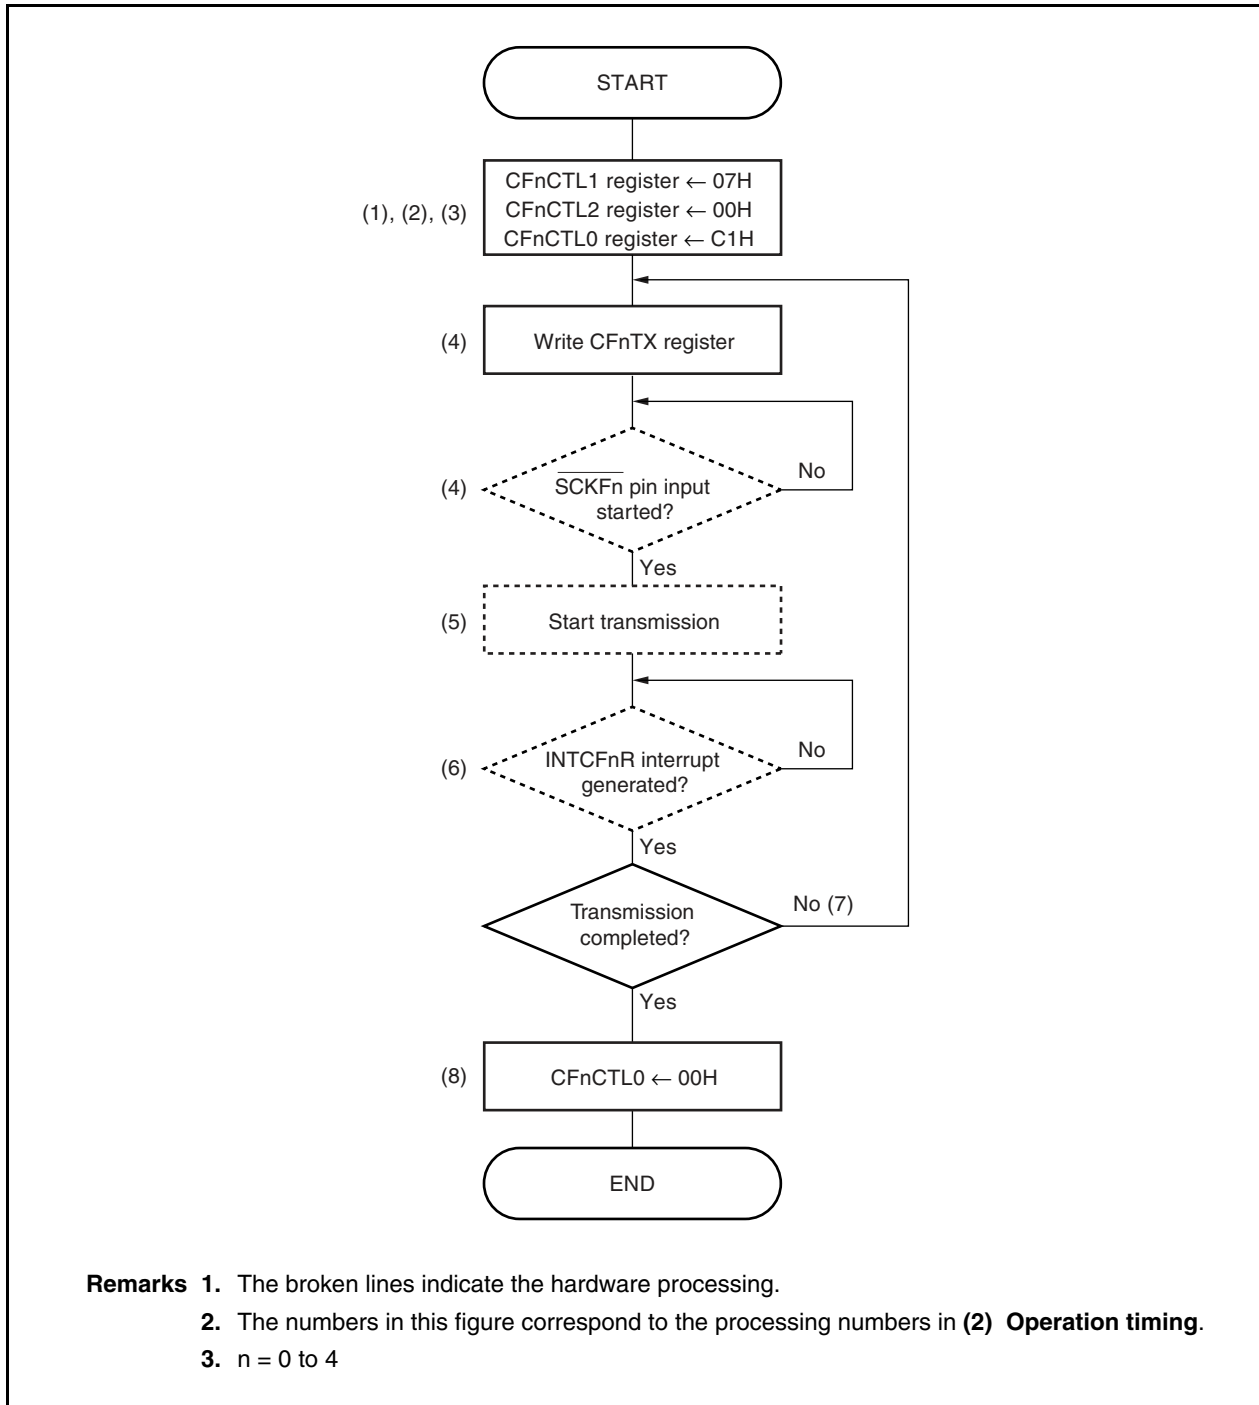 START
(1), (2), (3)
CFnCTL1 register ← 07H
CFnCTL2 register ← 00H
CFnCTL0 register ← C1H
(4)
Write CFnTX register
(4)
SCKFn pin input
started?
No
Yes
(5)
Start transmission
(6)
INTCFnR interrupt
generated?
No
Yes
Transmission
completed?
No (7)
Yes
(8)
CFnCTL0 ← 00H
END
Remarks 1. The broken lines indicate the hardware processing.
2. The numbers in this figure correspond to the processing numbers in (2) Operation timing.
3. n = 0 to 4